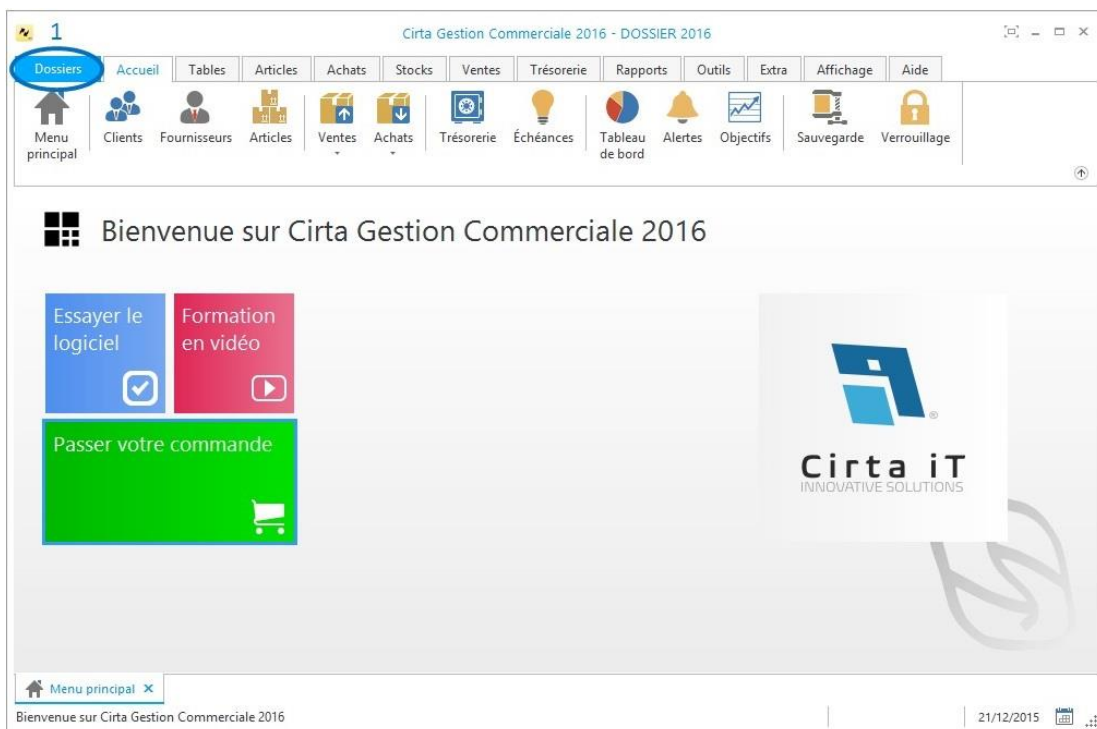 1
Cirta Gestion Commerciale 2016 - DOSSIER 2016
Dossiers Accueil Tables Articles Achats Stocks Ventes Trésorerie Rapports Outils Extra Affichage Aide
Menu principal
Clients
Fournisseurs
Articles
Ventes
Achats
Trésorerie
Échéances
Tableau de bord
Alertes
Objectifs
Sauvegarde
Verrouillage
Bienvenue sur Cirta Gestion Commerciale 2016
Essayer le
logiciel
Formation
en vidéo
Passer votre commande
®
Cirta iT
INNOVATIVE SOLUTIONS
Menu principal
Bienvenue sur Cirta Gestion Commerciale 2016
21/12/2015